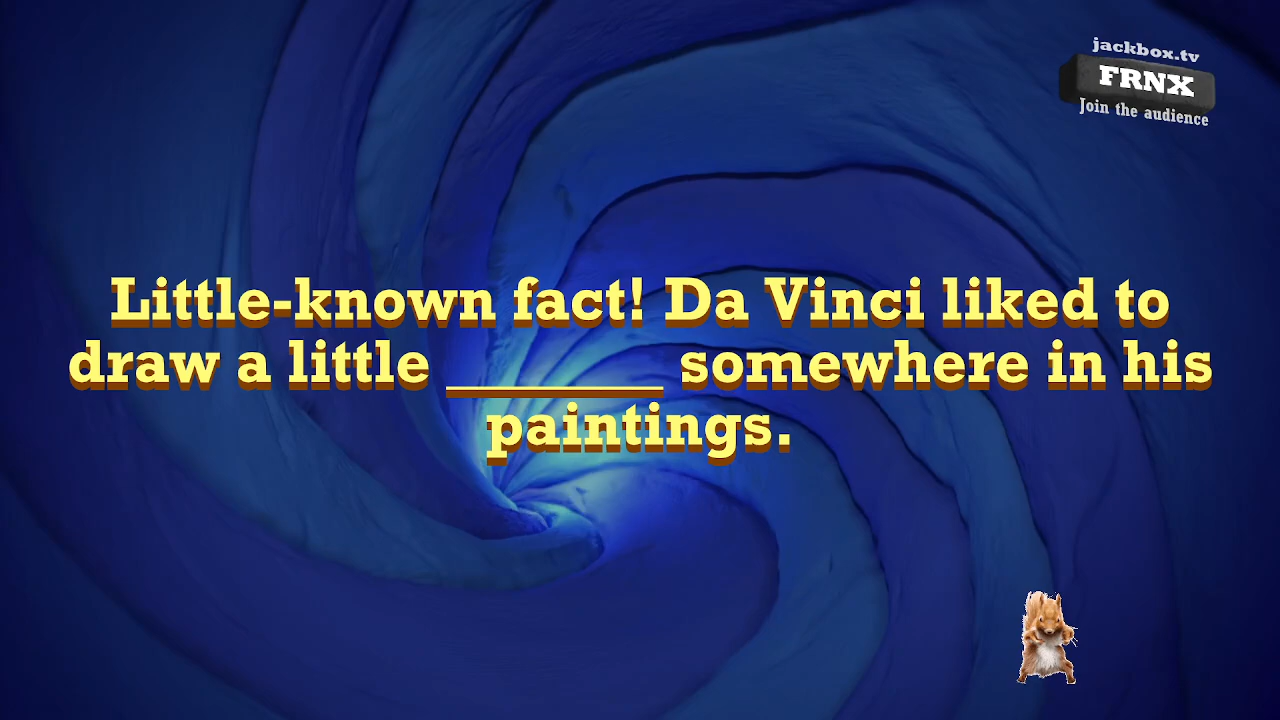 jackbox.tv
FRNX
Join the audience
Little-known fact! Da Vinci liked to
draw a little ________ somewhere in his
paintings.